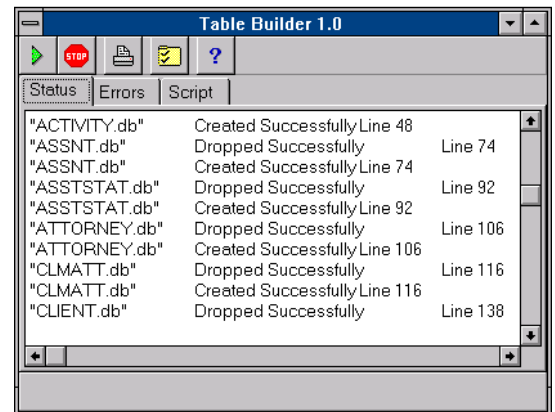 Table Builder 1.0
STOP ?
Status Errors Script
"ACTIVITY.db" Created Successfully Line 48
"ASSNT.db" Dropped Successfully Line 74
"ASSNT.db" Created Successfully Line 74
"ASSTSTAT.db" Dropped Successfully Line 92
"ASSTSTAT.db" Created Successfully Line 92
"ATTORNEY.db" Dropped Successfully Line 106
"ATTORNEY.db" Created Successfully Line 106
"CLMATT.db" Dropped Successfully Line 116
"CLMATT.db" Created Successfully Line 116
"CLIENT.db" Dropped Successfully Line 138